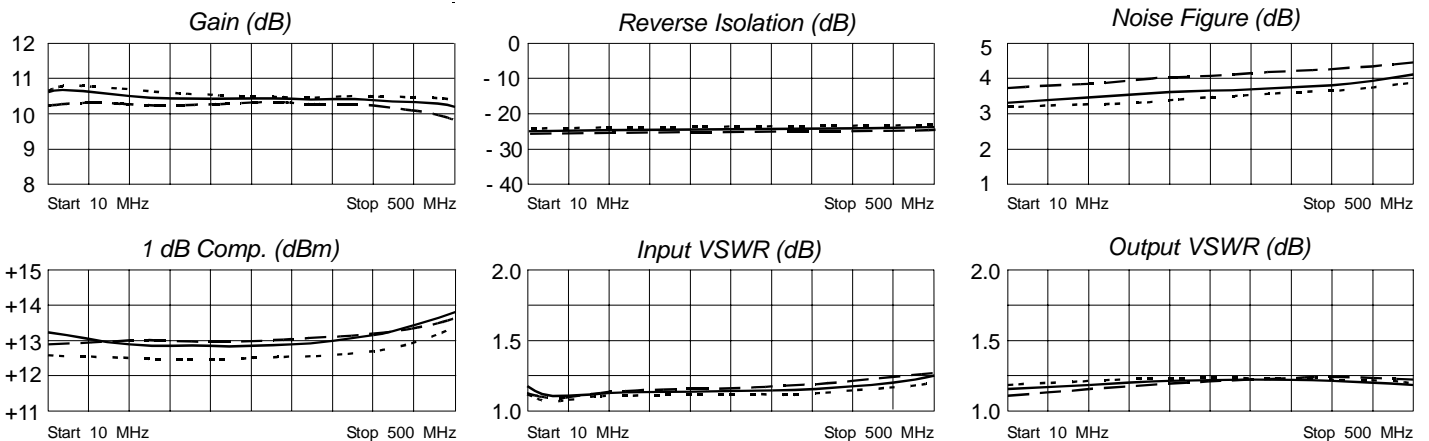 Gain (dB)
12
11
10
9
8
Start 10 MHz
Stop 500 MHz
Reverse Isolation (dB)
0
- 10
- 20
- 30
- 40
Start 10 MHz
Stop 500 MHz
Noise Figure (dB)
5
4
3
2
1
Start 10 MHz
Stop 500 MHz
1 dB Comp. (dBm)
+15
+14
+13
+12
+11
Start 10 MHz
Stop 500 MHz
Input VSWR (dB)
2.0
1.5
1.0
Start 10 MHz
Stop 500 MHz
Output VSWR (dB)
2.0
1.5
1.0
Start 10 MHz
Stop 500 MHz